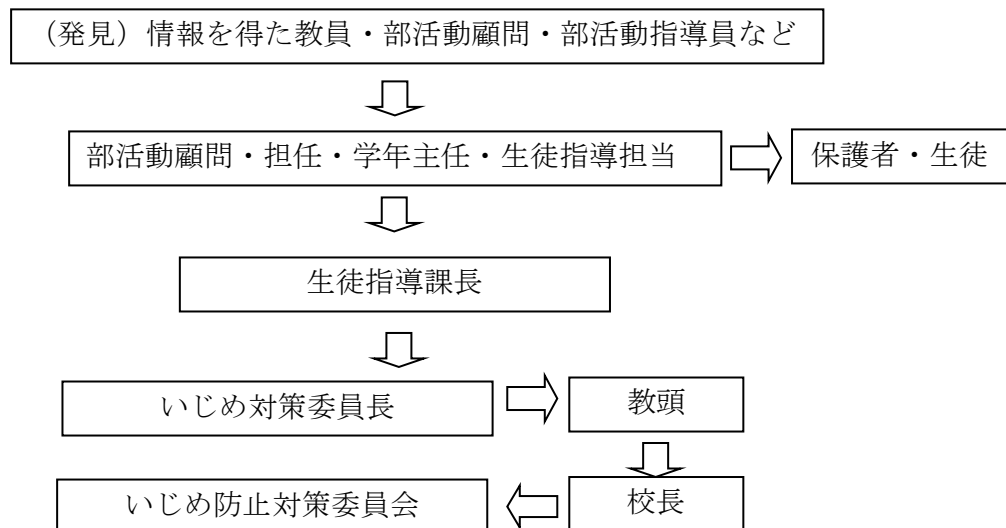 （発見）情報を得た教員・部活動顧問・部活動指導員など
部活動顧問・担任・学年主任・生徒指導担当
保護者・生徒
生徒指導課長
いじめ対策委員長
教頭
いじめ防止対策委員会
校長